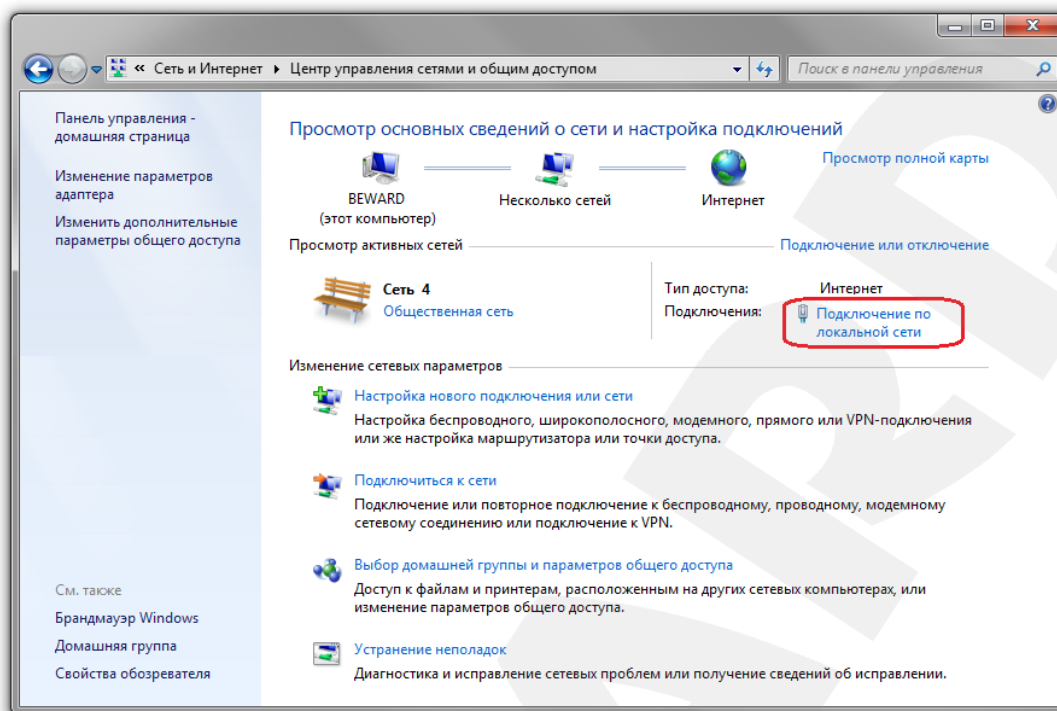 « Сеть и Интернет ▸ Центр управления сетями и общим доступом
Поиск в панели управления
Панель управления -
домашняя страница
Изменение параметров
адаптера
Изменить дополнительные
параметры общего доступа
Просмотр основных сведений о сети и настройка подключений
Просмотр полной карты
BEWARD
(этот компьютер)
Несколько сетей
Интернет
Просмотр активных сетей
Подключение или отключение
Сеть 4
Общественная сеть
Тип доступа: Интернет
Подключения: Подключение по
локальной сети
Изменение сетевых параметров
Настройка нового подключения или сети
Настройка беспроводного, широкополосного, модемного, прямого или VPN-подключения
или же настройка маршрутизатора или точки доступа.
Подключиться к сети
Подключение или повторное подключение к беспроводному, проводному, модемному
сетевому соединению или подключение к VPN.
Выбор домашней группы и параметров общего доступа
Доступ к файлам и принтерам, расположенным на других сетевых компьютерах, или
изменение параметров общего доступа.
Устранение неполадок
Диагностика и исправление сетевых проблем или получение сведений об исправлении.
См. также
Брандмауэр Windows
Домашняя группа
Свойства обозревателя